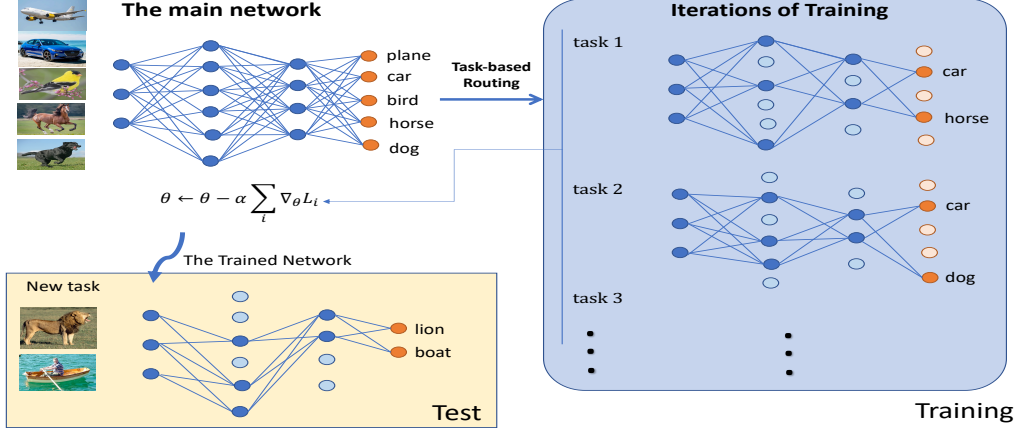 The main network
plane
car
bird
horse
dog
Task-based
Routing
Iterations of Training
task 1
car
horse
task 2
car
dog
task 3
Training
θ ← θ − α ∑ ∇θ Li
i
The Trained Network
New task
lion
boat
Test